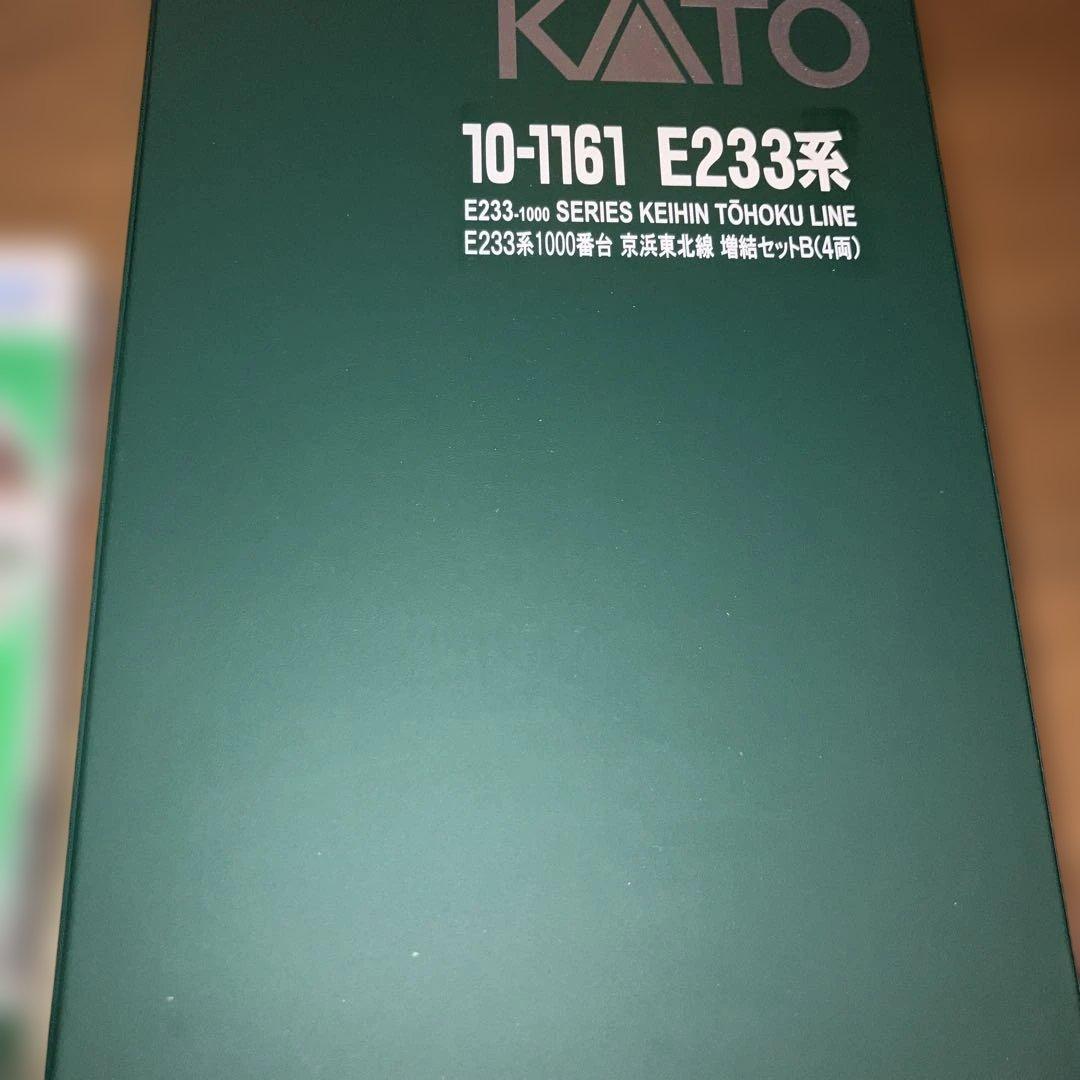 KATO
10-1161 E233系
E233-1000 SERIES KEIHIN TŌHOKU LINE
E233系1000番台 京浜東北線 増結セットB(4両)